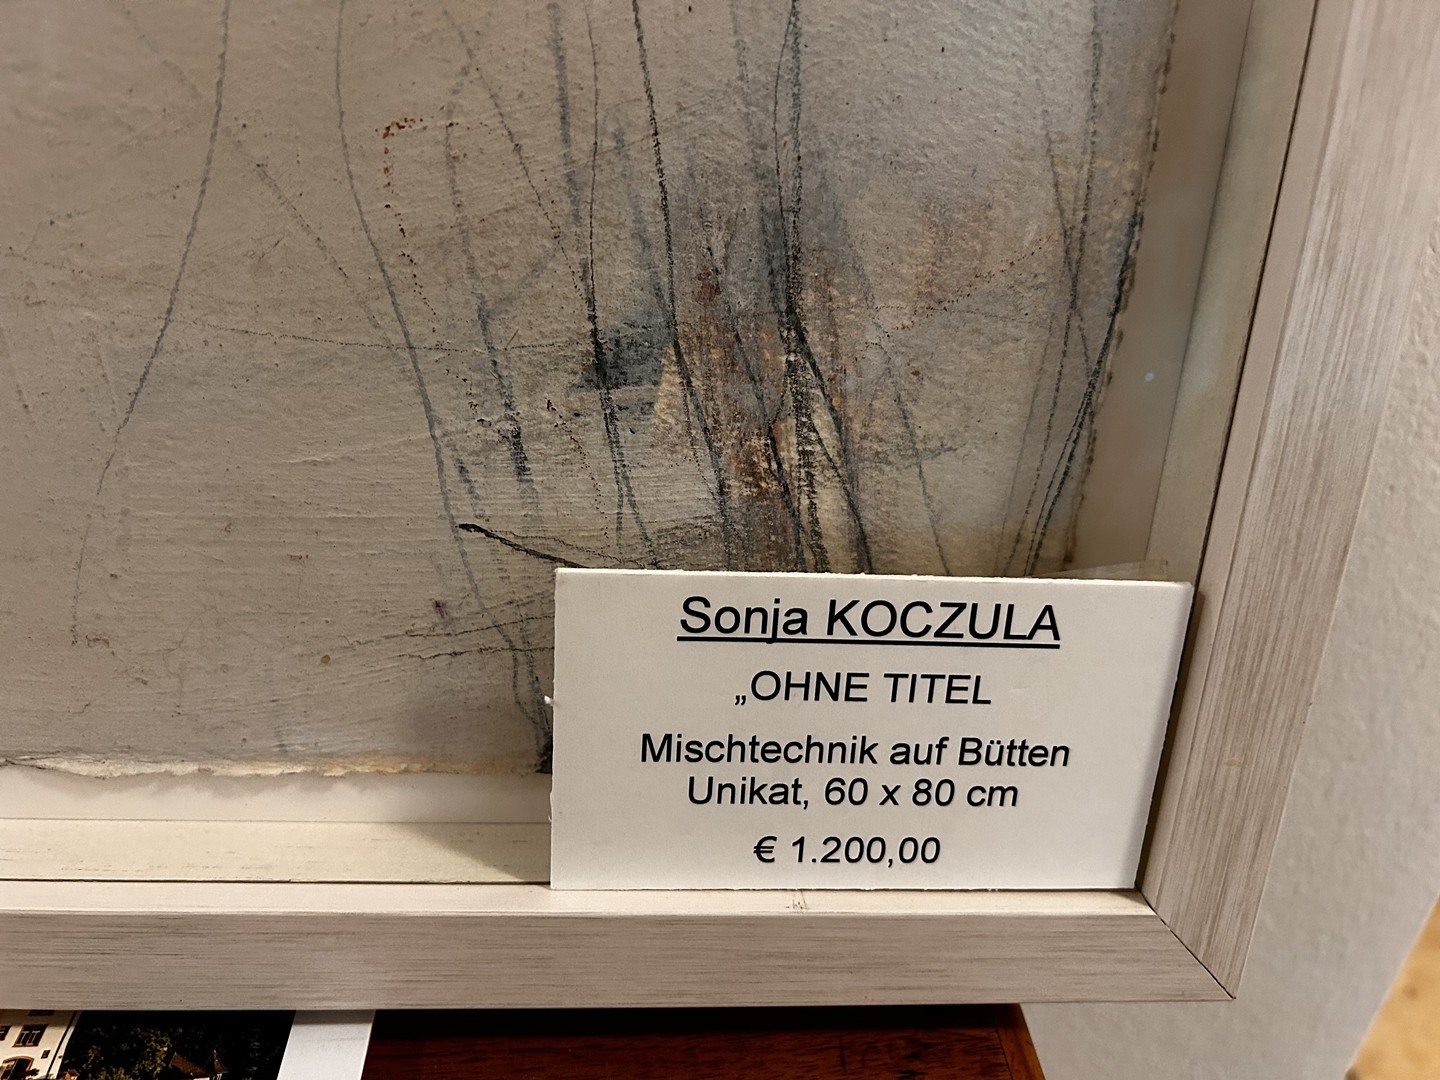 Sonja KOCZULA
„OHNE TITEL
Mischtechnik auf Bütten
Unikat, 60 x 80 cm
€ 1.200,00